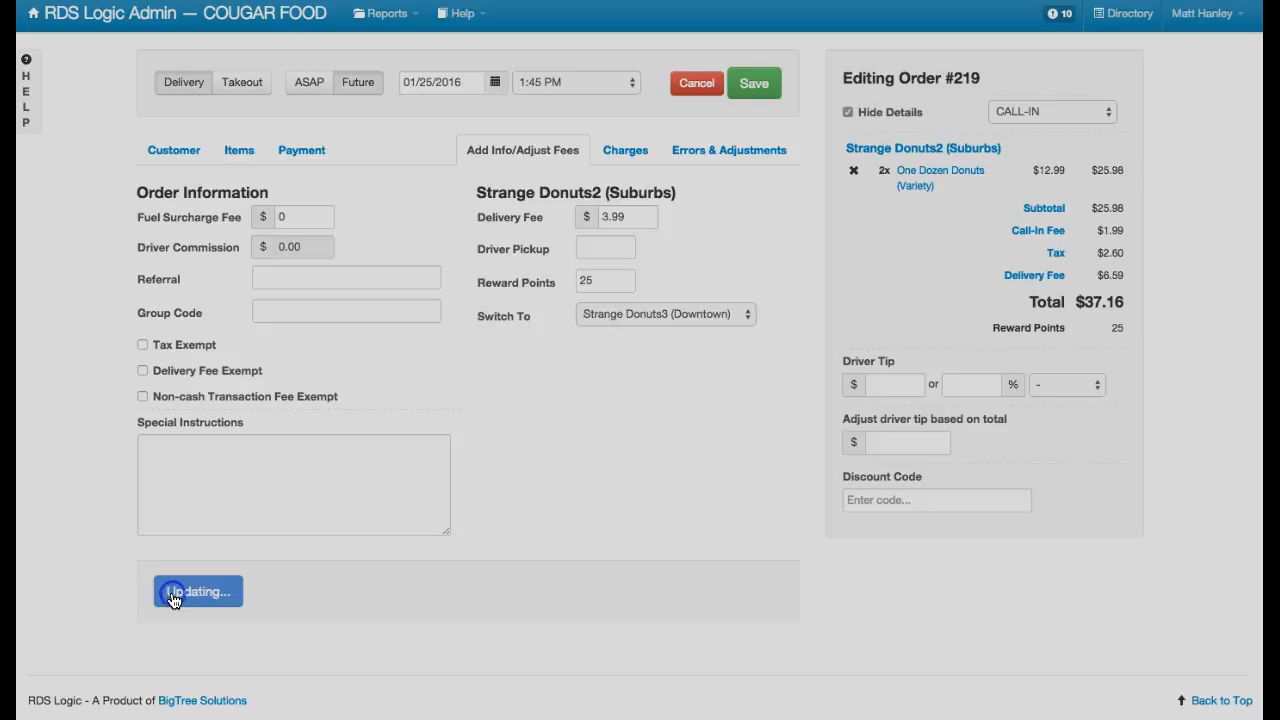 RDS Logic Admin — COUGAR FOOD
Reports
Help
10
Directory
Matt Hanley
H
E
L
P
Delivery
Takeout
ASAP
Future
01/25/2016
1:45 PM
Cancel
Save
Customer
Items
Payment
Add Info/Adjust Fees
Charges
Errors & Adjustments
Order Information
Fuel Surcharge Fee
$ 0
Driver Commission
$ 0.00
Referral
Group Code
Tax Exempt
Delivery Fee Exempt
Non-cash Transaction Fee Exempt
Special Instructions
Updating...
Strange Donuts2 (Suburbs)
Delivery Fee
$ 3.99
Driver Pickup
Reward Points
25
Switch To
Strange Donuts3 (Downtown)
Editing Order #219
Hide Details
CALL-IN
Strange Donuts2 (Suburbs)
2x One Dozen Donuts $12.99 $25.98
(Variety)
Subtotal $25.98
Call-In Fee $1.99
Tax $2.60
Delivery Fee $6.59
Total $37.16
Reward Points 25
Driver Tip
$ or % -
Adjust driver tip based on total
$
Discount Code
Enter code...
RDS Logic - A Product of BigTree Solutions
Back to Top